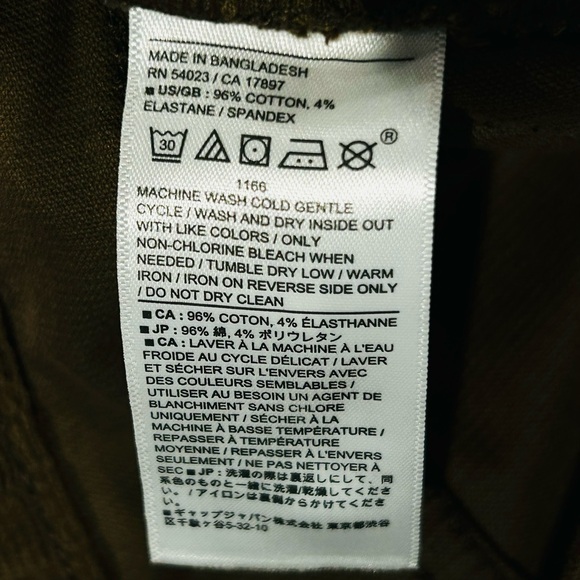 MADE IN BANGLADESH
RN 54023 / CA 17897
■ US/GB : 96% COTTON, 4%
ELASTANE / SPANDEX
30 ®
1166
MACHINE WASH COLD GENTLE
CYCLE / WASH AND DRY INSIDE OUT
WITH LIKE COLORS / ONLY
NON-CHLORINE BLEACH WHEN
NEEDED / TUMBLE DRY LOW / WARM
IRON / IRON ON REVERSE SIDE ONLY
/ DO NOT DRY CLEAN
■ CA : 96% COTON, 4% ÉLASTHANNE
■ JP : 96% 綿, 4% ポリウレタン
■ CA : LAVER À LA MACHINE À L'EAU
FROIDE AU CYCLE DÉLICAT / LAVER
ET SÉCHER SUR L'ENVERS AVEC
DES COULEURS SEMBLABLES /
UTILISER AU BESOIN UN AGENT DE
BLANCHIMENT SANS CHLORE
UNIQUEMENT / SÉCHER À LA
MACHINE À BASSE TEMPÉRATURE /
REPASSER À TEMPÉRATURE
MOYENNE / REPASSER À L'ENVERS
SEULEMENT / NE PAS NETTOYER À
SEC ■ JP : 洗濯の際は裏返しにして、同
系色のものと一緒に洗濯/乾燥してくださ
い。 / アイロンは裏側からかけてくださ
い。
■ ギャップジャパン株式会社 東京都渋谷
区千駄ヶ谷5-32-10